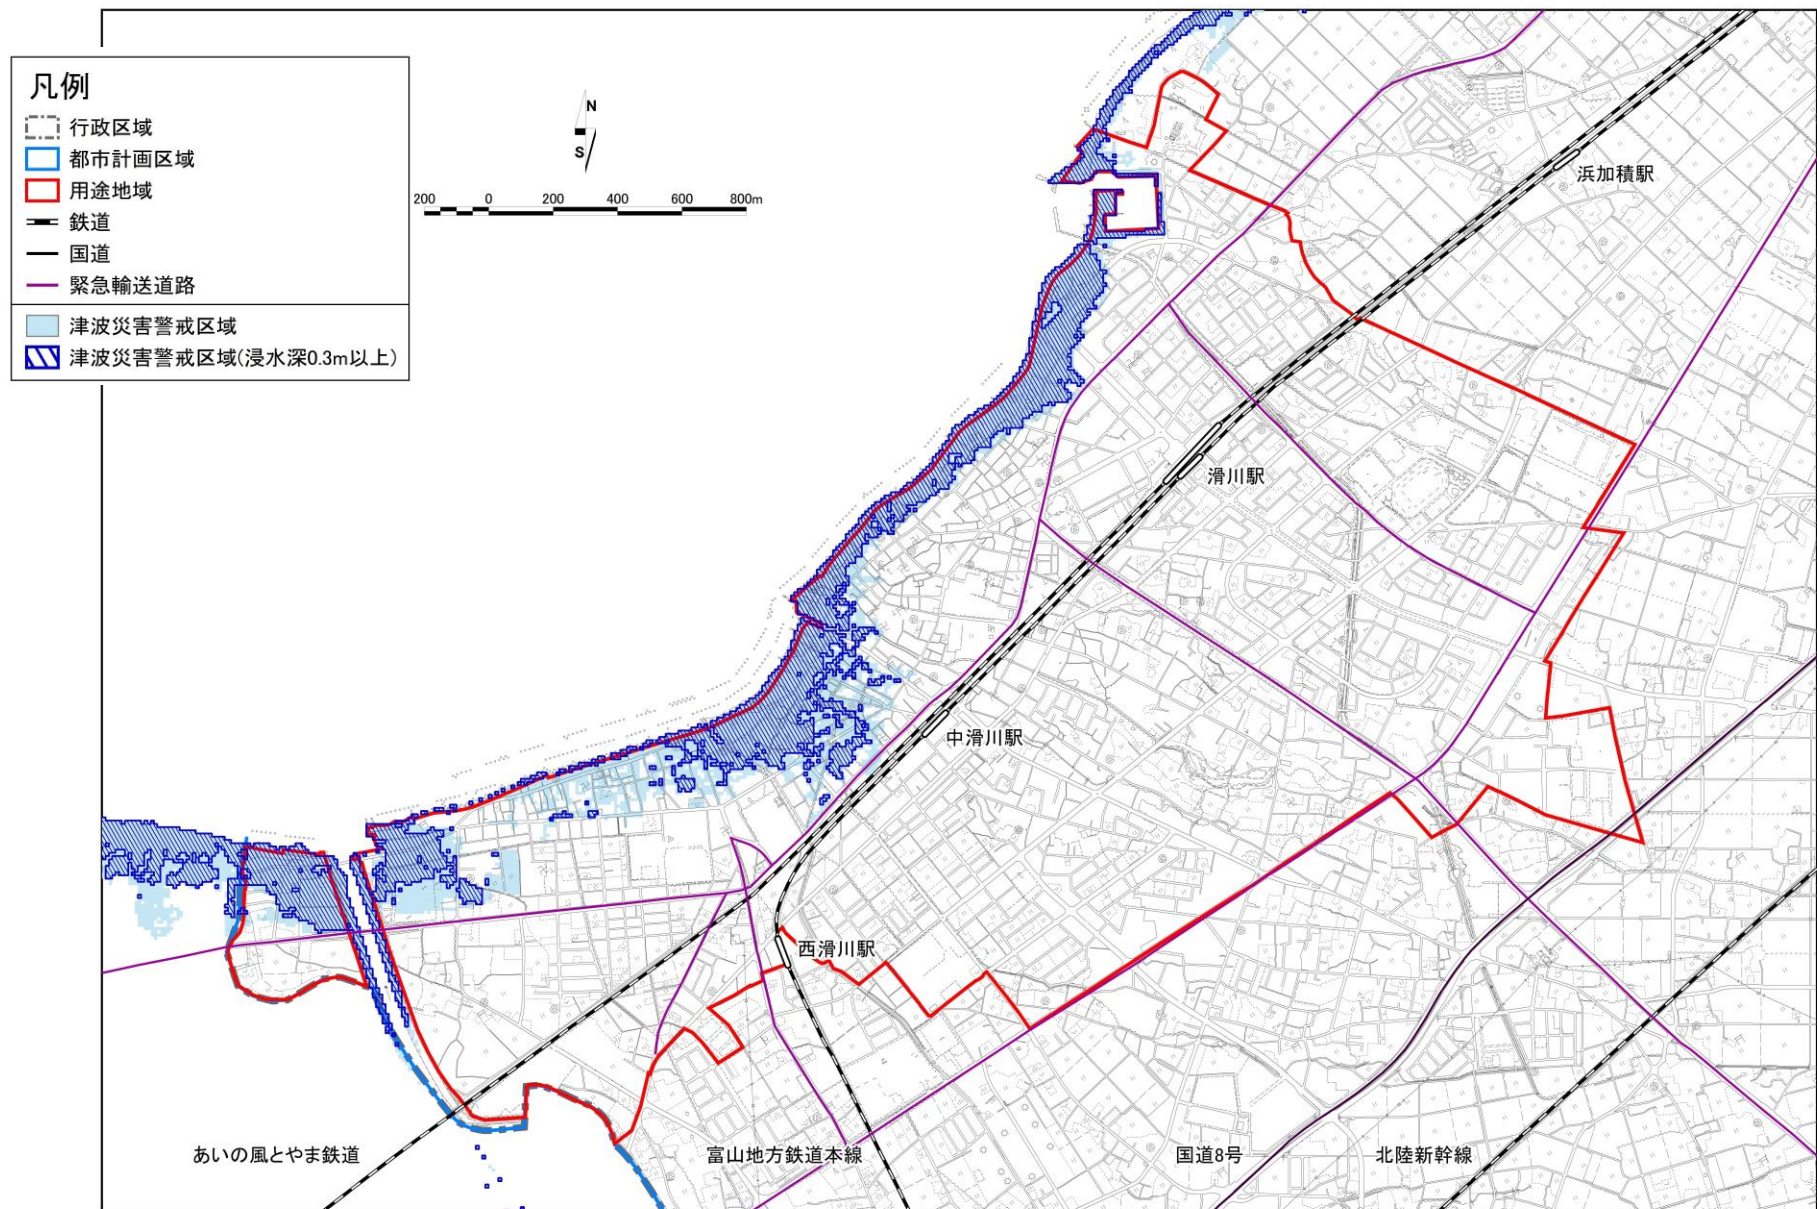 凡例
行政区域
都市計画区域
用途地域
鉄道
国道
緊急輸送道路
津波災害警戒区域
津波災害警戒区域(浸水深0.3m以上)
N
S
200 0 200 400 600 800m
浜加積駅
滑川駅
中滑川駅
西滑川駅
あいの風とやま鉄道
富山地方鉄道本線
国道8号
北陸新幹線